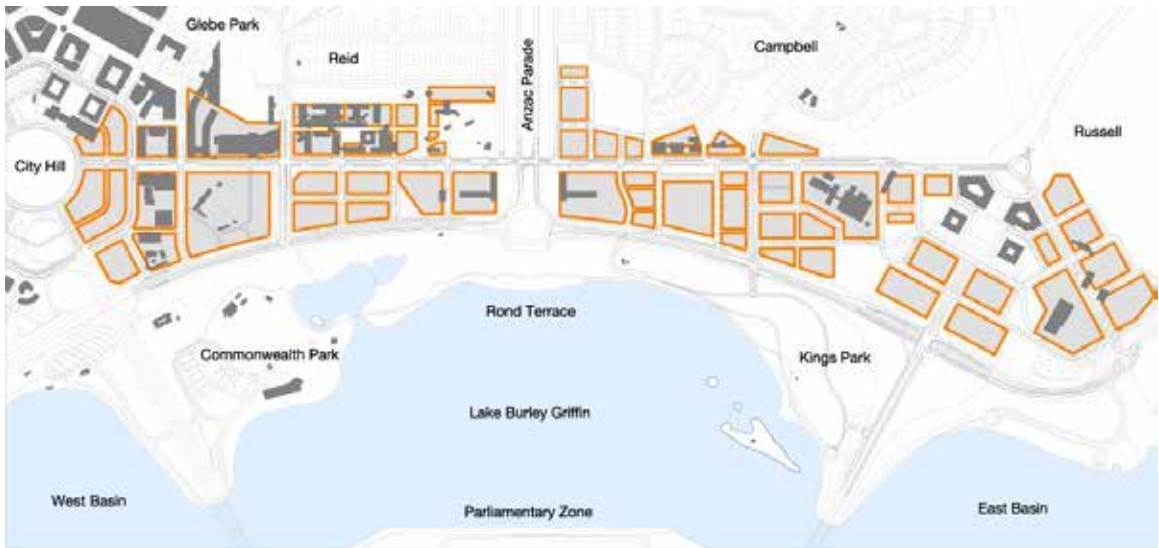 Glebe Park
Reid
Anzac Parade
Campbell
Russell
City Hill
Rond Terrace
Commonwealth Park
Kings Park
Lake Burley Griffin
West Basin
Parliamentary Zone
East Basin